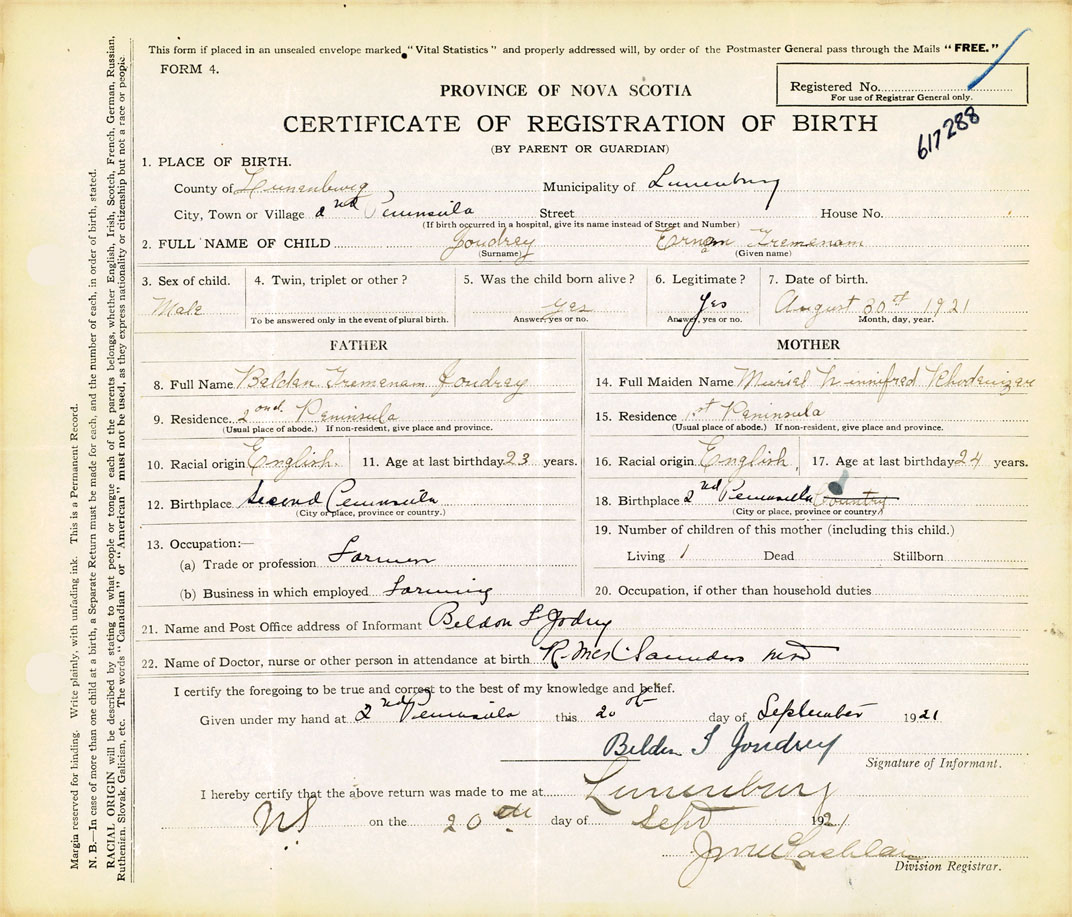 This form if placed in an unsealed envelope marked "Vital Statistics" and properly addressed will, by order of the Postmaster General pass through the Mails "FREE."
FORM 4.
Registered No.
For use of Registrar General only.
617288
PROVINCE OF NOVA SCOTIA
CERTIFICATE OF REGISTRATION OF BIRTH
(BY PARENT OR GUARDIAN)
1. PLACE OF BIRTH.
County of Lunenburg Municipality of Lunenburg
City, Town or Village 2nd Peninsula Street House No.
(If birth occurred in a hospital, give its name instead of Street and Number)
2. FULL NAME OF CHILD Joudrey Tremenam
(Surname) (Given name)
3. Sex of child. 4. Twin, triplet or other? 5. Was the child born alive? 6. Legitimate? 7. Date of birth.
Male Yes Yes August 30st 1921
To be answered only in the event of plural birth. Answer, yes or no. Answer, yes or no. Month, day, year.
FATHER MOTHER
8. Full Name Belden Tremenam Joudrey
14. Full Maiden Name Muriel Winnifred Rhodenizer
9. Residence 2ond. Peninsula
15. Residence 1st Peninsula
(Usual place of abode.) If non-resident, give place and province.
(Usual place of abode.) If non-resident, give place and province.
10. Racial origin English. 11. Age at last birthday 23 years.
16. Racial origin English, 17. Age at last birthday 24 years.
12. Birthplace Second Peninsula
18. Birthplace 2nd Peninsulla Country
(City or place, province or country.)
(City or place, province or country.)
19. Number of children of this mother (including this child.)
13. Occupation:—
Living 1 Dead Stillborn
(a) Trade or profession Farmer
(b) Business in which employed Farming
20. Occupation, if other than household duties
21. Name and Post Office address of Informant Beldon T Jodry
22. Name of Doctor, nurse or other person in attendance at birth Saunders MD
I certify the foregoing to be true and correct to the best of my knowledge and belief.
Given under my hand at 2nd Peninsula this 20th day of September 1921
Belden T Joudrey
Signature of Informant.
I hereby certify that the above return was made to me at Lunenburg
NS on the 20th day of Sept 1921
Division Registrar.
Margin reserved for binding. Write plainly, with unfading ink. This is a Permanent Record.
N. B.—In case of more than one child at a birth, a Separate Return must be made for each, and the number of each, in order of birth, stated.
RACIAL ORIGIN will be described by stating to what people or tongue each of the parents belongs, whether English, Irish, Scotch, French, German, Russian,
Ruthenian, Slovak, Galician, etc. The words "Canadian" or "American" must not be used, as they express nationality or citizenship but not a race or people.